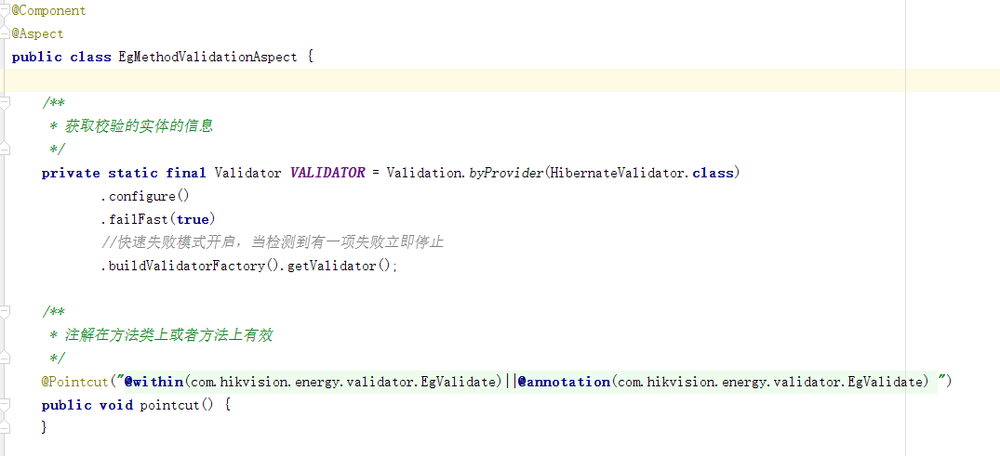 @Component
@Aspect
public class EgMethodValidationAspect {
/**
* 获取校验的实体的信息
*/
private static final Validator VALIDATOR = Validation.byProvider(HibernateValidator.class)
.configure()
.failFast(true)
//快速失败模式开启，当检测到有一项失败立即停止
.buildValidatorFactory().getValidator();
/**
* 注解在方法类上或者方法上有效
*/
@Pointcut("@within(com.hikvision.energy.validator.EgValidate)||@annotation(com.hikvision.energy.validator.EgValidate) ")
public void pointcut() {
}